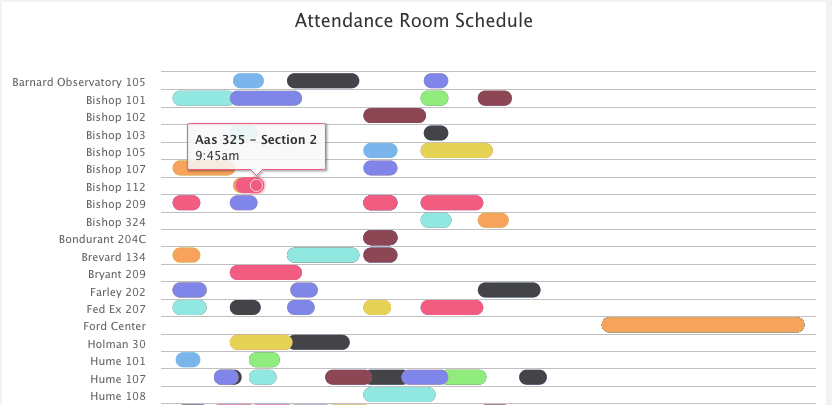 Attendance Room Schedule
Barnard Observatory 105
Bishop 101
Bishop 102
Bishop 103
Aas 325 - Section 2
9:45am
Bishop 105
Bishop 107
Bishop 112
Bishop 209
Bishop 324
Bondurant 204C
Brevard 134
Bryant 209
Farley 202
Fed Ex 207
Ford Center
Holman 30
Hume 101
Hume 107
Hume 108